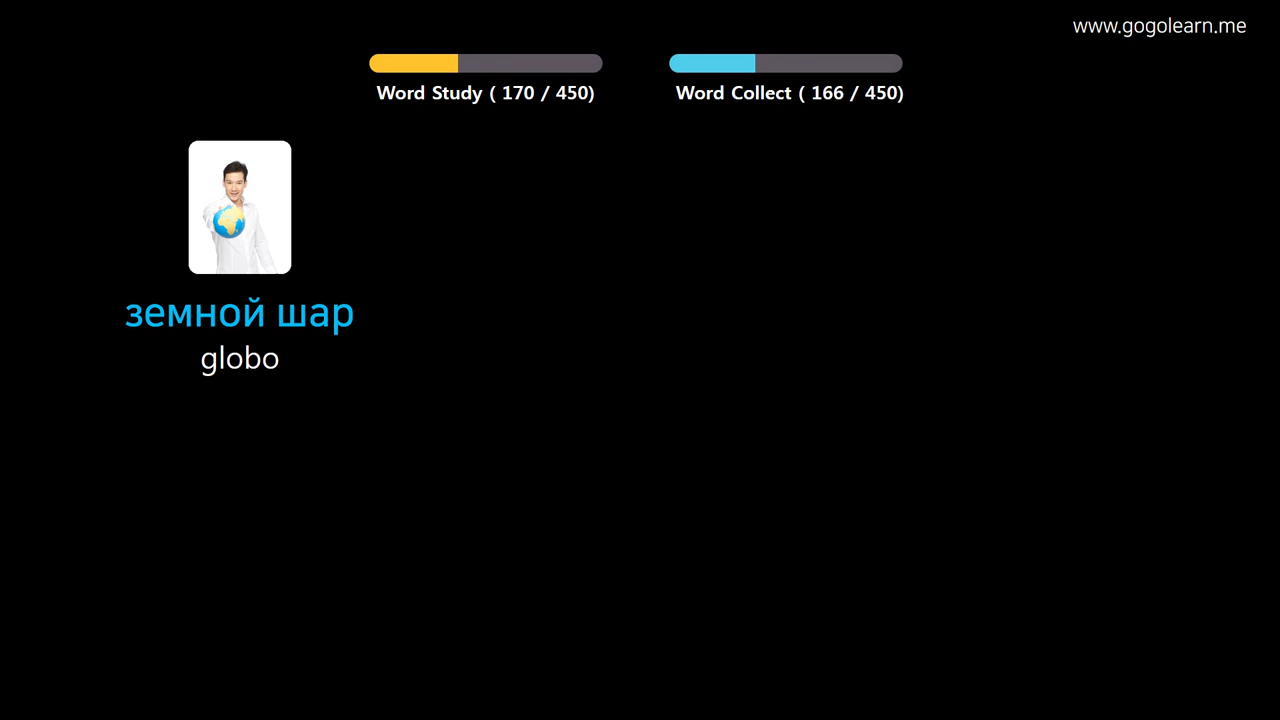 www.gogolearn.me
Word Study ( 170 / 450)
Word Collect ( 166 / 450)
земной шар
globo